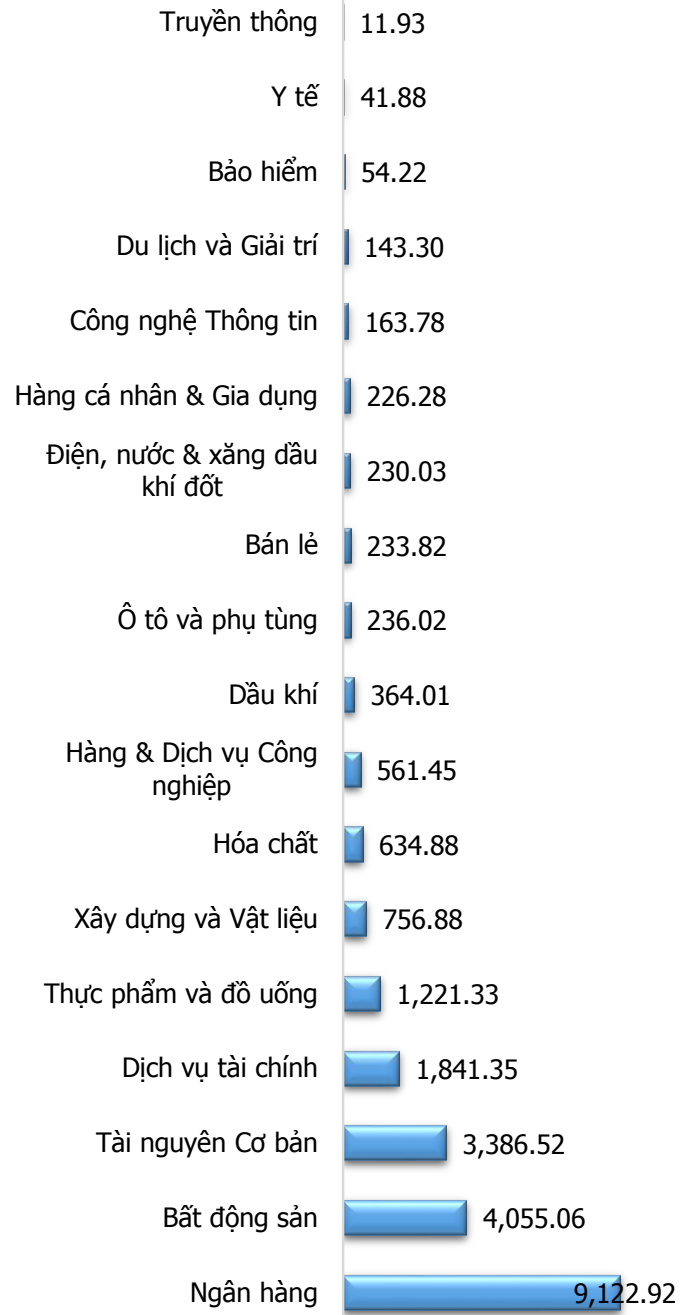 Truyền thông 11.93
Y tế 41.88
Bảo hiểm 54.22
Du lịch và Giải trí 143.30
Công nghệ Thông tin 163.78
Hàng cá nhân & Gia dụng 226.28
Điện, nước & xăng dầu
khí đốt 230.03
Bán lẻ 233.82
Ô tô và phụ tùng 236.02
Dầu khí 364.01
Hàng & Dịch vụ Công
nghiệp 561.45
Hóa chất 634.88
Xây dựng và Vật liệu 756.88
Thực phẩm và đồ uống 1,221.33
Dịch vụ tài chính 1,841.35
Tài nguyên Cơ bản 3,386.52
Bất động sản 4,055.06
Ngân hàng 9,122.92